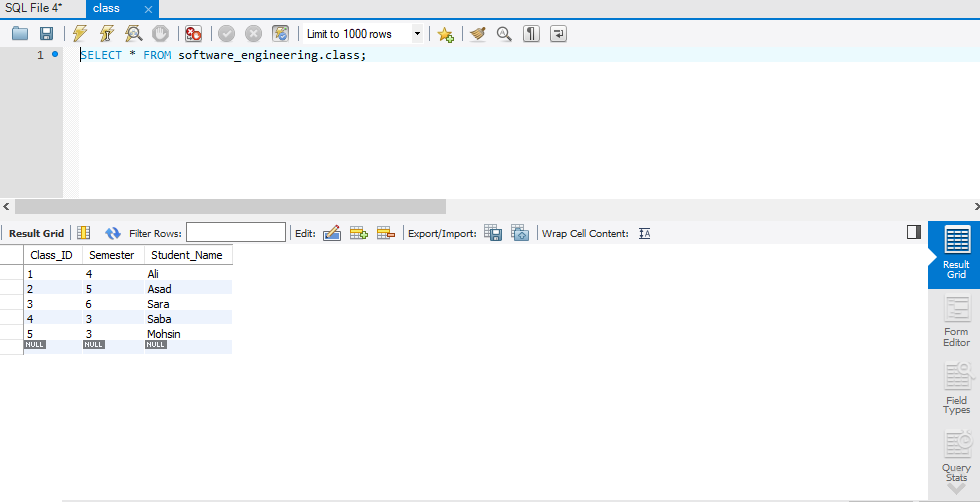 SQL File 4* class ×
Limit to 1000 rows
1 SELECT * FROM software_engineering.class;
Result Grid Filter Rows: Edit: Export/Import: Wrap Cell Content: IA
Class_ID Semester Student_Name
1 4 Ali
2 5 Asad
3 6 Sara
4 3 Saba
5 3 Mohsin
NULL NULL NULL
Result
Grid
Form
Editor
Field
Types
Query
Stats